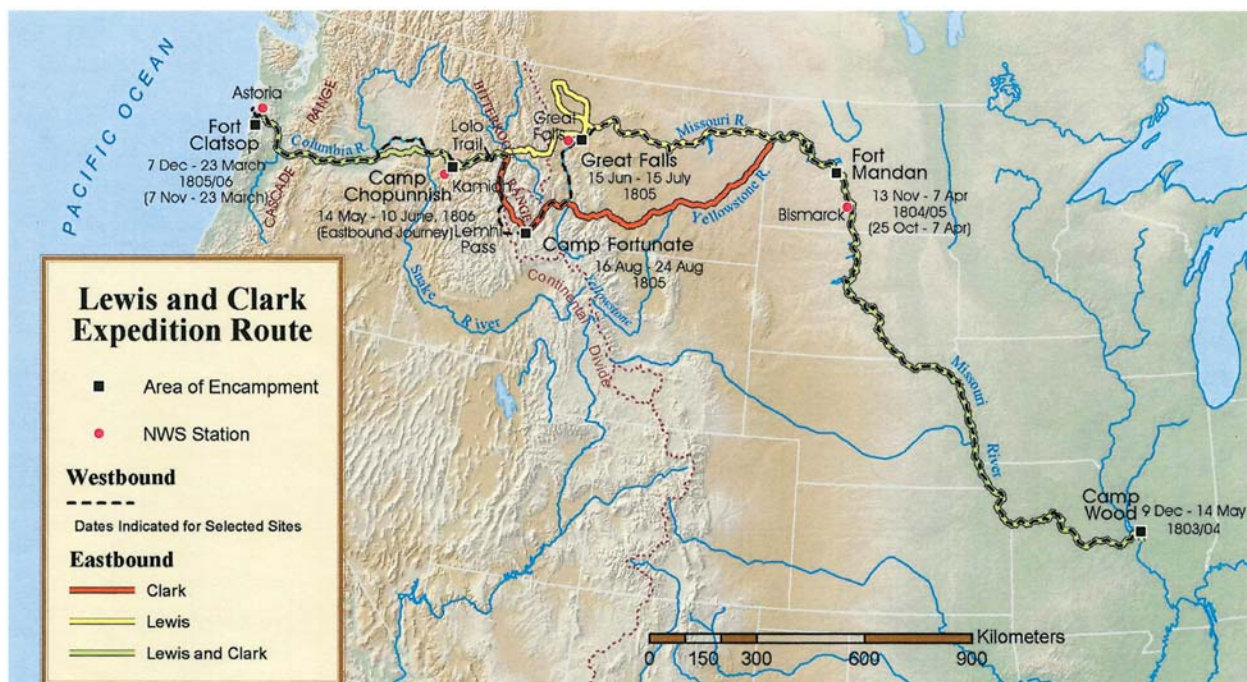 PACIFIC OCEAN
Astoria
Fort
Clatsop
7 Dec - 23 March
1805/06
(7 Nov - 23 March)
CASCADE
RANGE
Columbia R.
Lolo
Trail
BITTERROOT
RANGE
Camp
Chopunnish
Kamiah
14 May - 10 June, 1806
(Eastbound Journey)
Lemhi
Pass
Great
Falls
Great Falls
15 Jun - 15 July
1805
Missouri R.
Camp Fortunate
16 Aug - 24 Aug
1805
Yellowstone R.
Yellowstone
Snake
River
Continental
Divide
Fort
Mandan
13 Nov - 7 Apr
1804/05
(25 Oct - 7 Apr)
Bismarck
Missouri
River
Camp
Wood
9 Dec - 14 May
1803/04
Lewis and Clark
Expedition Route
Area of Encampment
NWS Station
Westbound
Dates Indicated for Selected Sites
Eastbound
Clark
Lewis
Lewis and Clark
Kilometers
0 150 300 600 900